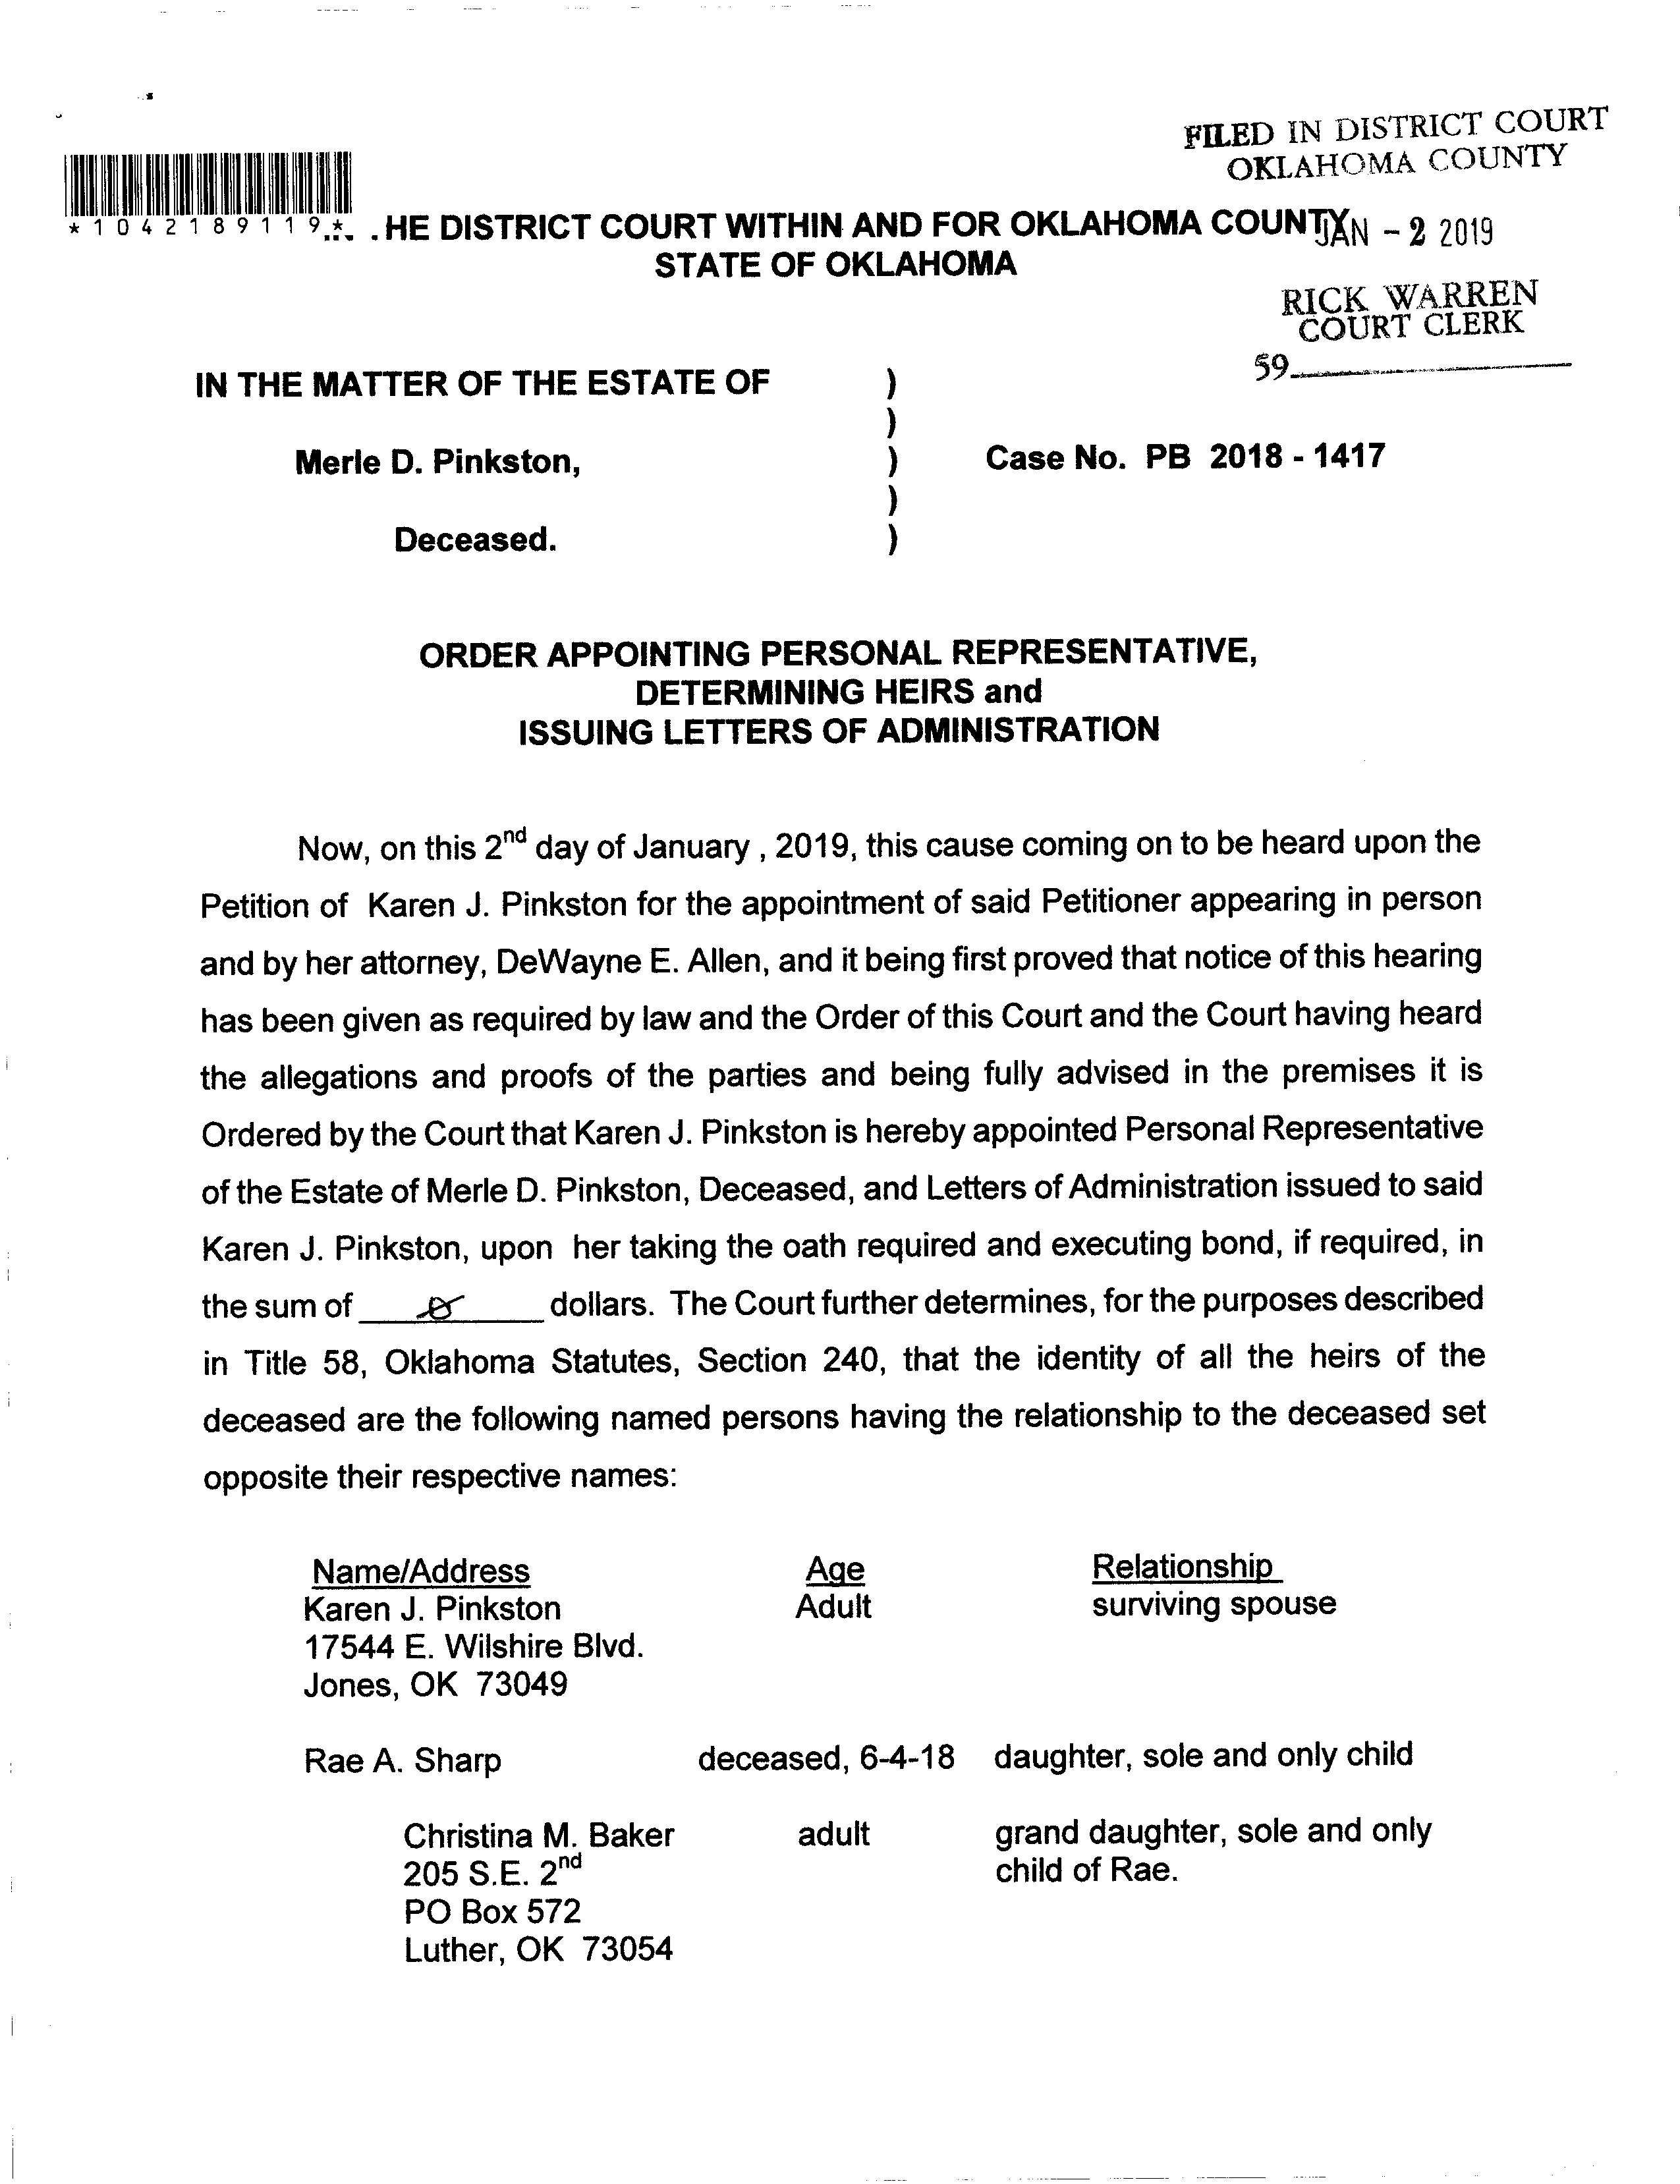 FILED IN DISTRICT COURT
OKLAHOMA COUNTY
*1042189119*
HE DISTRICT COURT WITHIN AND FOR OKLAHOMA COUNTY
JAN - 2 2019
STATE OF OKLAHOMA
RICK WARREN
COURT CLERK
59
IN THE MATTER OF THE ESTATE OF )
)
Merle D. Pinkston, ) Case No. PB 2018 - 1417
)
Deceased. )
ORDER APPOINTING PERSONAL REPRESENTATIVE,
DETERMINING HEIRS and
ISSUING LETTERS OF ADMINISTRATION
Now, on this 2nd day of January , 2019, this cause coming on to be heard upon the
Petition of Karen J. Pinkston for the appointment of said Petitioner appearing in person
and by her attorney, DeWayne E. Allen, and it being first proved that notice of this hearing
has been given as required by law and the Order of this Court and the Court having heard
the allegations and proofs of the parties and being fully advised in the premises it is
Ordered by the Court that Karen J. Pinkston is hereby appointed Personal Representative
of the Estate of Merle D. Pinkston, Deceased, and Letters of Administration issued to said
Karen J. Pinkston, upon her taking the oath required and executing bond, if required, in
the sum of Ø dollars. The Court further determines, for the purposes described
in Title 58, Oklahoma Statutes, Section 240, that the identity of all the heirs of the
deceased are the following named persons having the relationship to the deceased set
opposite their respective names:
Name/Address Age Relationship
Karen J. Pinkston Adult surviving spouse
17544 E. Wilshire Blvd.
Jones, OK 73049
Rae A. Sharp deceased, 6-4-18 daughter, sole and only child
Christina M. Baker adult grand daughter, sole and only
205 S.E. 2nd child of Rae.
PO Box 572
Luther, OK 73054